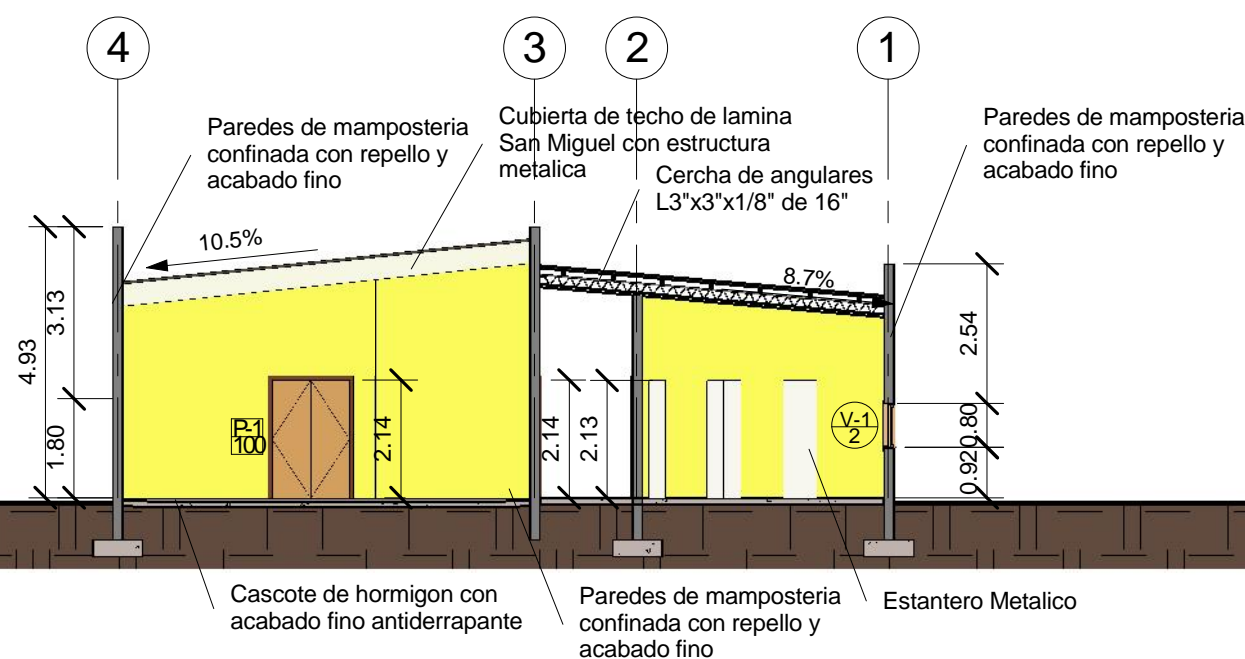 4
3
2
1
Paredes de mamposteria
confinada con repello y
acabado fino
Cubierta de techo de lamina
San Miguel con estructura
metalica
Cercha de angulares
L3"x3"x1/8" de 16"
Paredes de mamposteria
confinada con repello y
acabado fino
10.5%
8.7%
4.93
3.13
1.80
P-1
100
2.14
2.14
2.13
V-1
2
2.54
0.80
0.92
Cascote de hormigon con
acabado fino antiderrapante
Paredes de mamposteria
confinada con repello y
acabado fino
Estantero Metalico